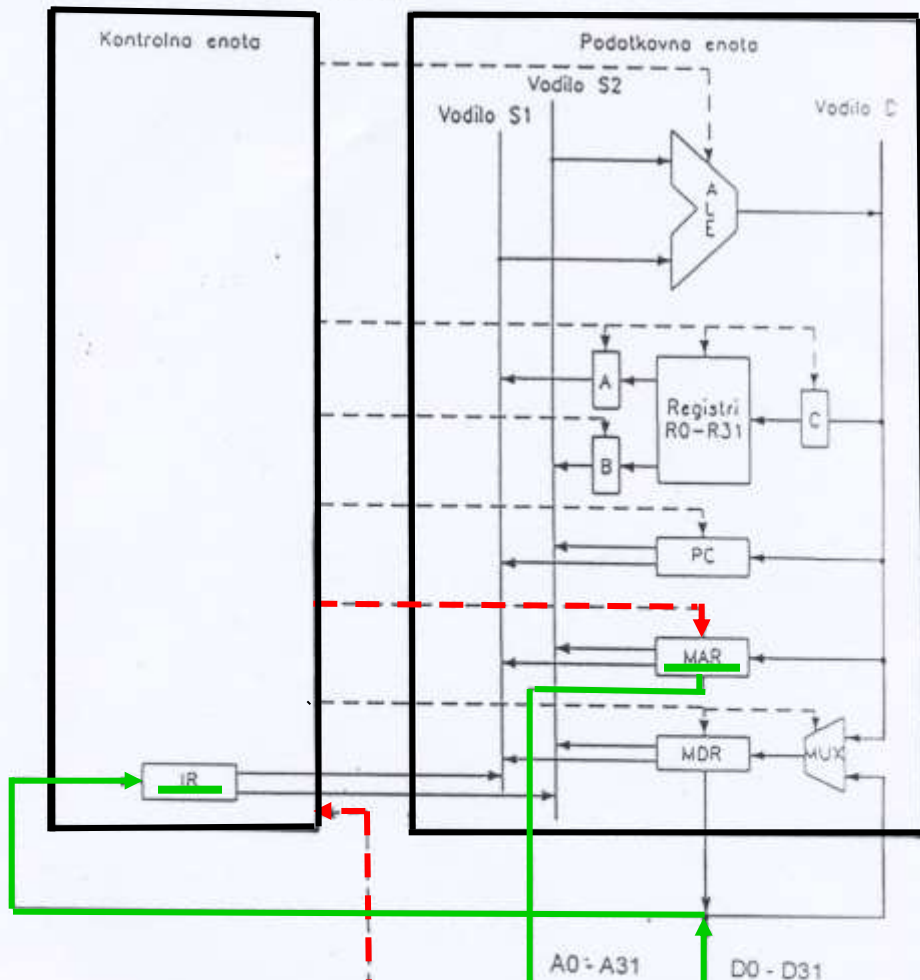 Kontrolna enota
Podatkovna enota
Vodilo S2
Vodilo S1
Vodilo D
ALE
A
Registri
R0-R31
C
B
PC
MAR
MDR
MUX
IR
A0 - A31
D0 - D31